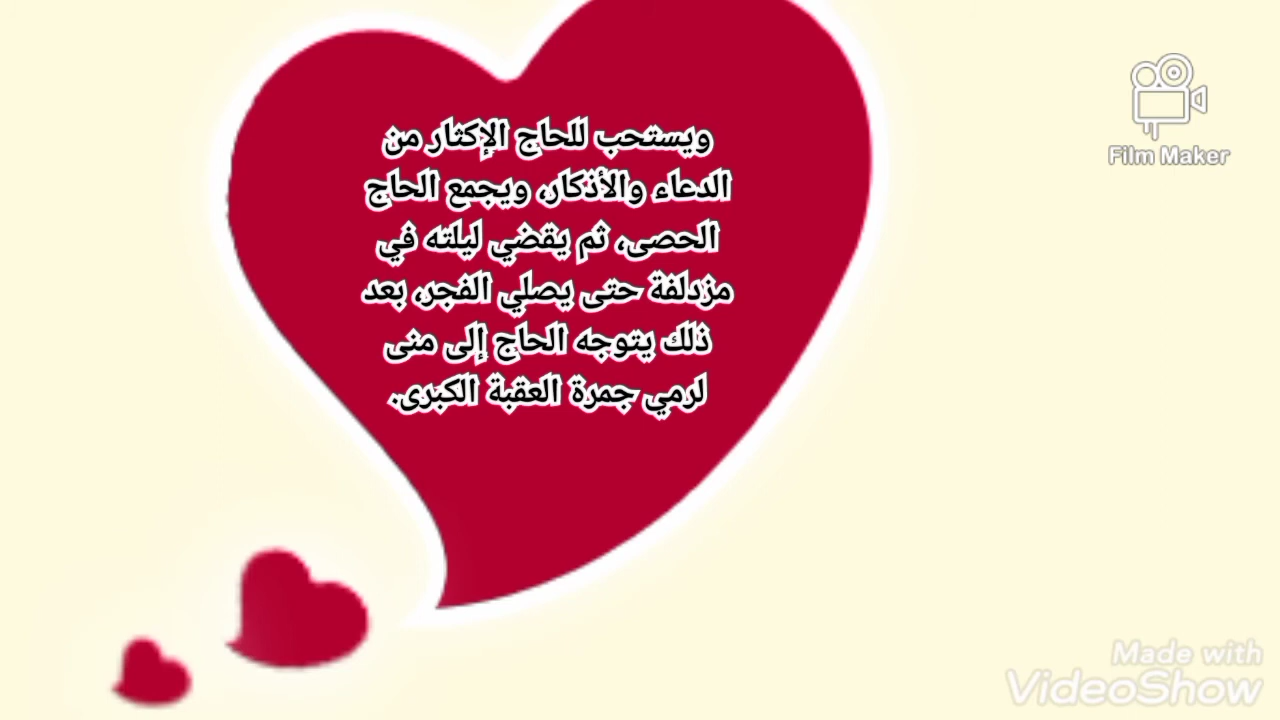 ويستحب للحاج الإكثار من
الدعاء والأذكار، ويجمع الحاج
الحصى، ثم يقضي ليلته في
مزدلفة حتى يصلي الفجر، بعد
ذلك يتوجه الحاج إلى منى
لرمي جمرة العقبة الكبرى.
Film Maker
Made with
VideoShow